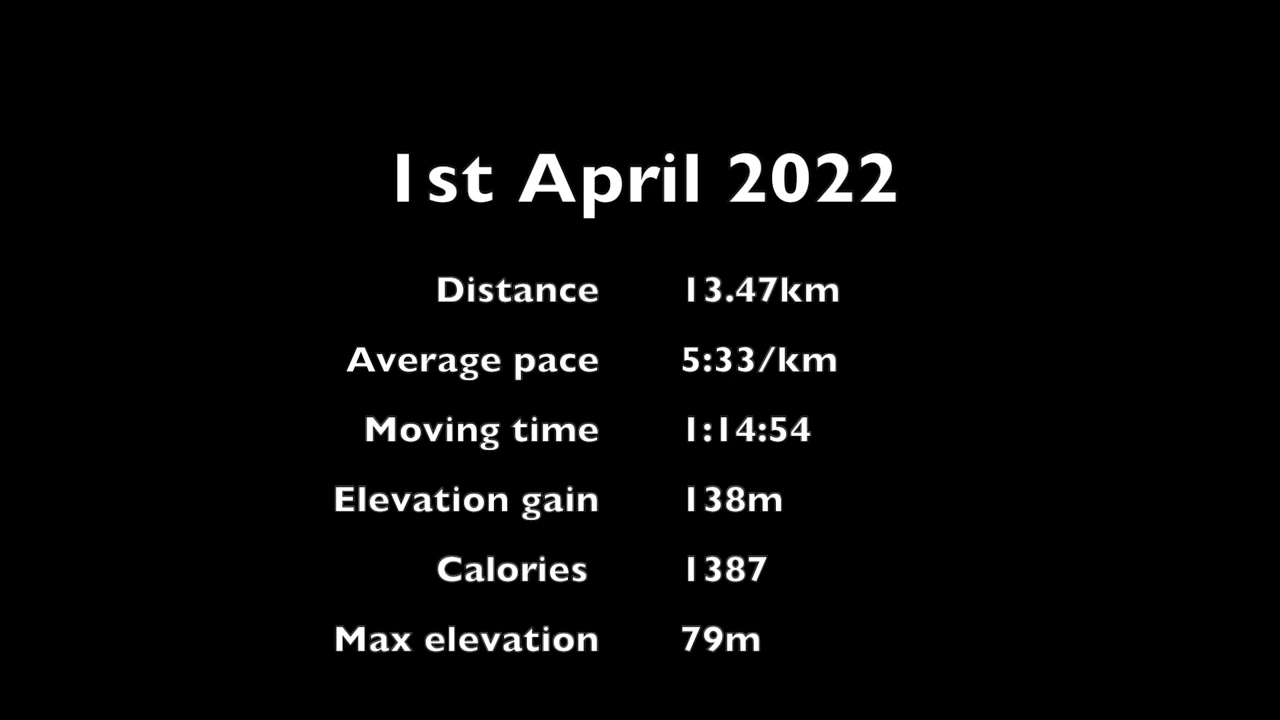 1st April 2022
Distance 13.47km
Average pace 5:33/km
Moving time 1:14:54
Elevation gain 138m
Calories 1387
Max elevation 79m